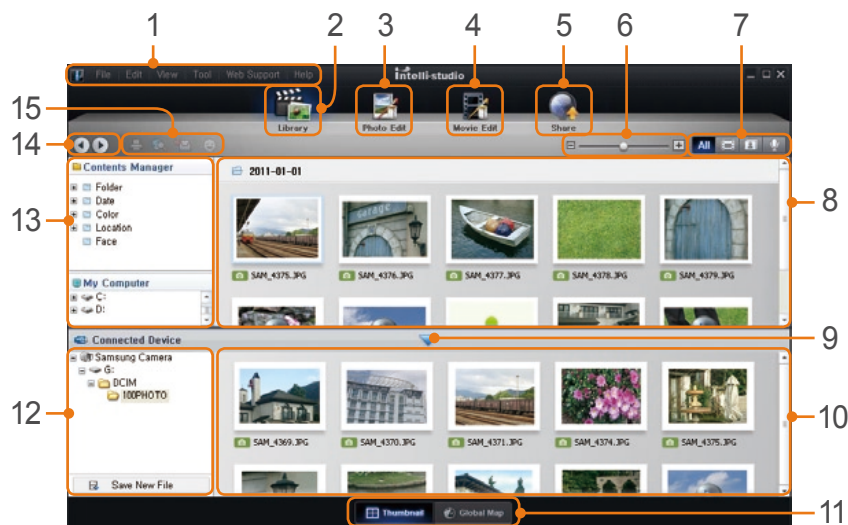 1 2 3 4 5 6 7
File Edit View Tool Web Support Help
intelli-studio
15
Library Photo Edit Movie Edit Share
14
All
Contents Manager
2011-01-01
Folder
Date
Color
Location
Face
13
8
SAM_4375.JPG SAM_4376.JPG SAM_4377.JPG SAM_4378.JPG SAM_4379.JPG
My Computer
C:
D:
Connected Device
9
Samsung Camera
G:
DCIM
100PHOTO
12
10
SAM_4369.JPG SAM_4370.JPG SAM_4371.JPG SAM_4374.JPG SAM_4375.JPG
Save New File
Thumbnail Global Map
11